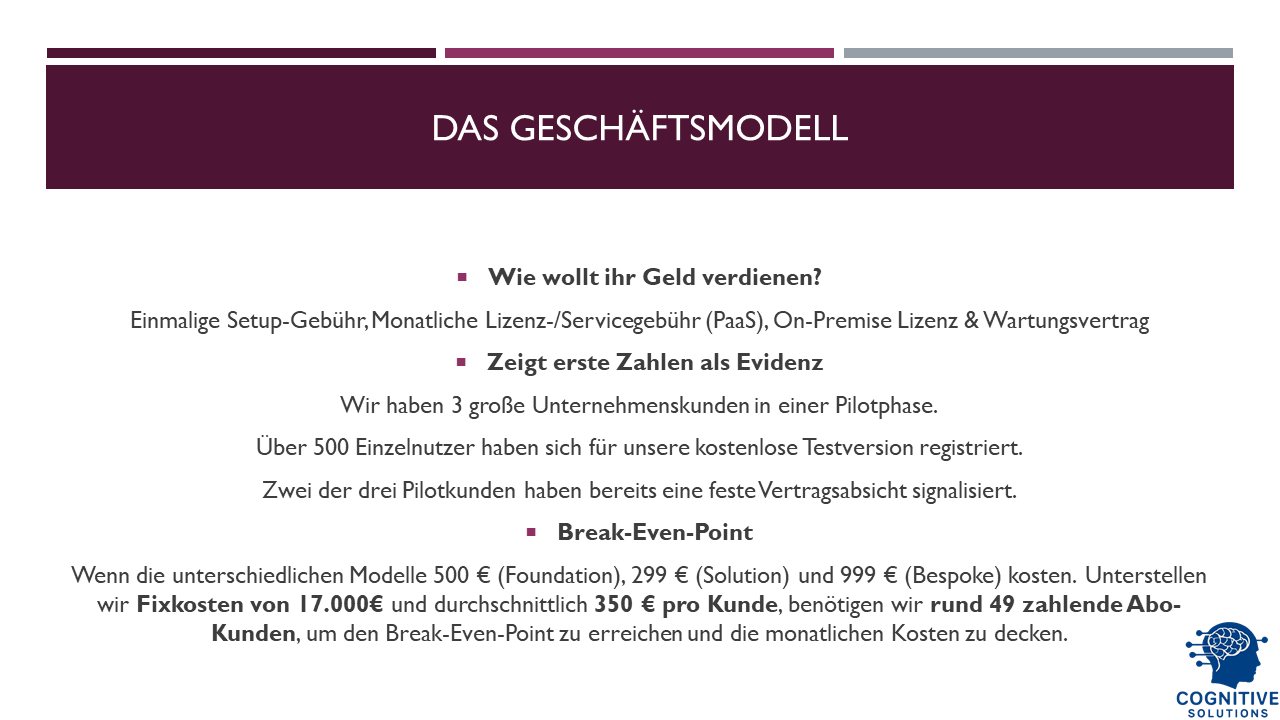 DAS GESCHÄFTSMODELL
Wie wollt ihr Geld verdienen?
Einmalige Setup-Gebühr, Monatliche Lizenz-/Servicegebühr (PaaS), On-Premise Lizenz & Wartungsvertrag
Zeigt erste Zahlen als Evidenz
Wir haben 3 große Unternehmenskunden in einer Pilotphase.
Über 500 Einzelnutzer haben sich für unsere kostenlose Testversion registriert.
Zwei der drei Pilotkunden haben bereits eine feste Vertragsabsicht signalisiert.
Break-Even-Point
Wenn die unterschiedlichen Modelle 500 € (Foundation), 299 € (Solution) und 999 € (Bespoke) kosten. Unterstellen
wir Fixkosten von 17.000€ und durchschnittlich 350 € pro Kunde, benötigen wir rund 49 zahlende Abo-
Kunden, um den Break-Even-Point zu erreichen und die monatlichen Kosten zu decken.
COGNITIVE
SOLUTIONS